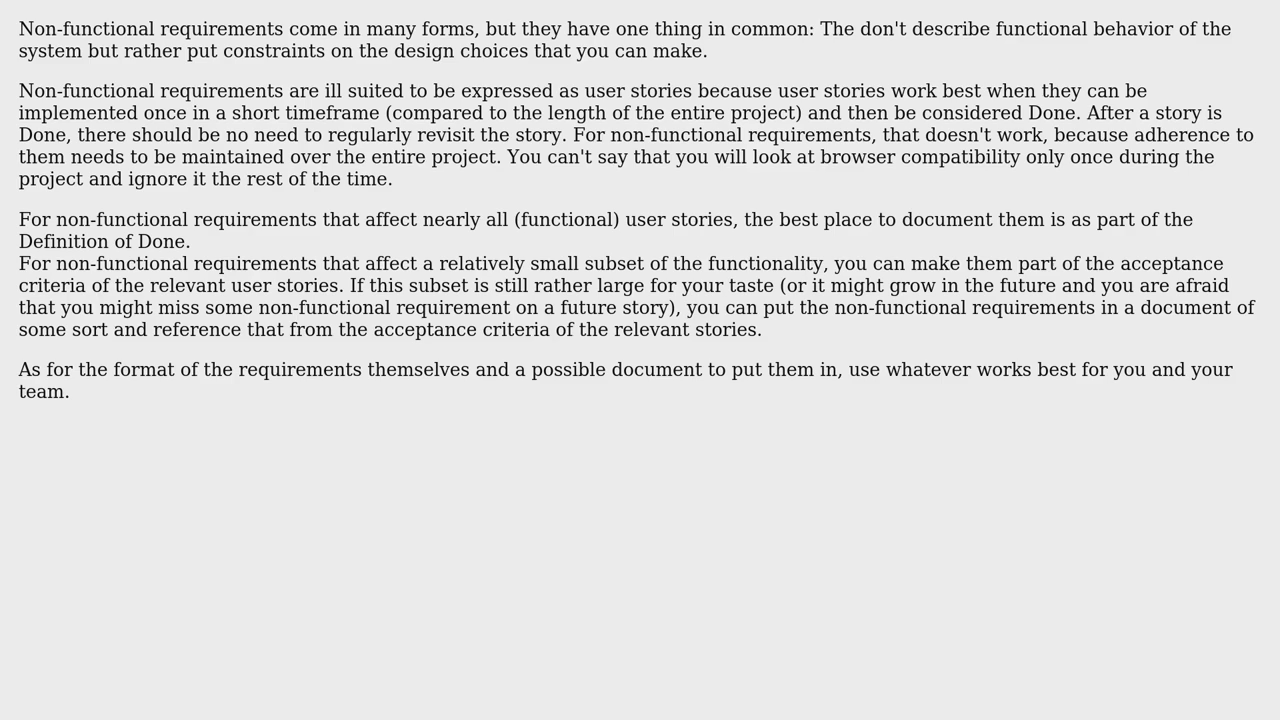 Non-functional requirements come in many forms, but they have one thing in common: The don't describe functional behavior of the
system but rather put constraints on the design choices that you can make.
Non-functional requirements are ill suited to be expressed as user stories because user stories work best when they can be
implemented once in a short timeframe (compared to the length of the entire project) and then be considered Done. After a story is
Done, there should be no need to regularly revisit the story. For non-functional requirements, that doesn't work, because adherence to
them needs to be maintained over the entire project. You can't say that you will look at browser compatibility only once during the
project and ignore it the rest of the time.
For non-functional requirements that affect nearly all (functional) user stories, the best place to document them is as part of the
Definition of Done.
For non-functional requirements that affect a relatively small subset of the functionality, you can make them part of the acceptance
criteria of the relevant user stories. If this subset is still rather large for your taste (or it might grow in the future and you are afraid
that you might miss some non-functional requirement on a future story), you can put the non-functional requirements in a document of
some sort and reference that from the acceptance criteria of the relevant stories.
As for the format of the requirements themselves and a possible document to put them in, use whatever works best for you and your
team.